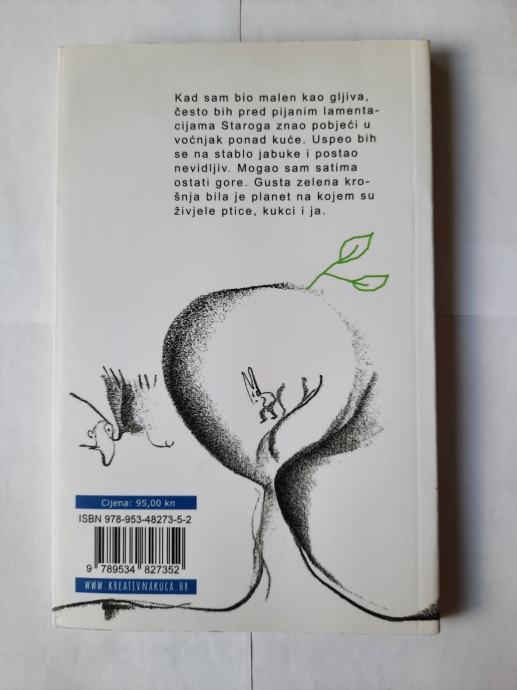 Kad sam bio malen kao gljiva,
često bih pred pijanim lamenta-
cijama Staroga znao pobjeći u
voćnjak ponad kuće. Uspeo bih
se na stablo jabuke i postao
nevidljiv. Mogao sam satima
ostati gore. Gusta zelena kro-
šnja bila je planet na kojem su
živjele ptice, kukci i ja.
Cijena: 95,00 kn
ISBN 978-953-48273-5-2
9 789534 827352
WWW.KREATIVNAKUCA.HR